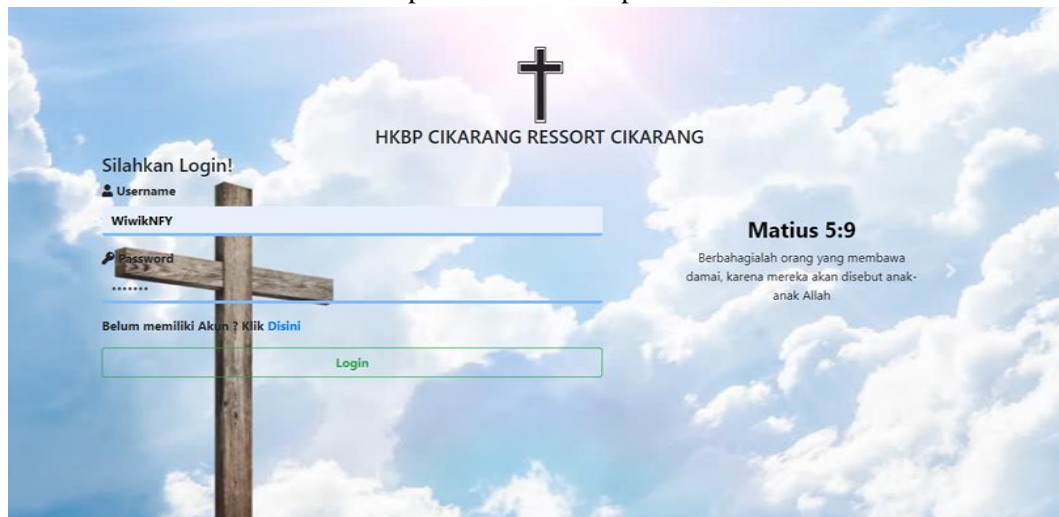 HKBP CIKARANG RESSORT CIKARANG
Silahkan Login!
Username
WiwikNFY
Password
•••••••
Belum memiliki Akun ? Klik Disini
Login
Matius 5:9
Berbahagialah orang yang membawa
damai, karena mereka akan disebut anak-
anak Allah